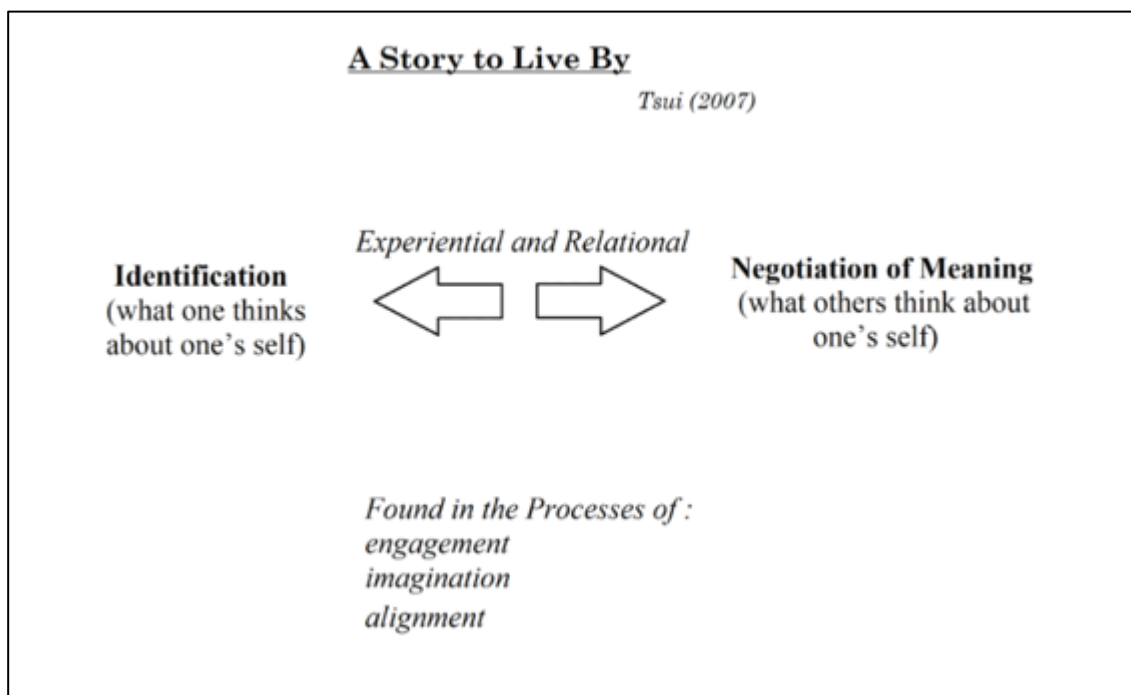 A Story to Live By
Tsui (2007)
Experiential and Relational
Identification
(what one thinks
about one's self)
Negotiation of Meaning
(what others think about
one's self)
Found in the Processes of :
engagement
imagination
alignment